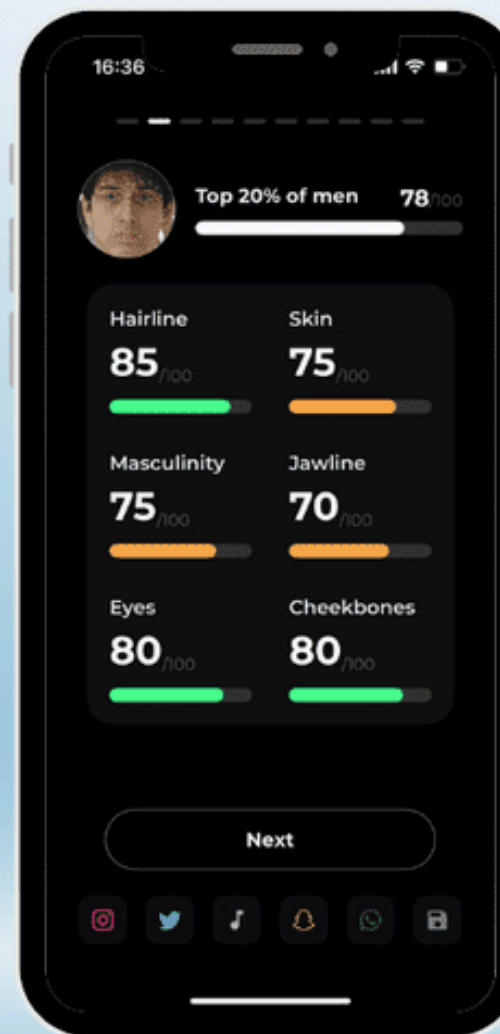 16:36
Top 20% of men 78/100
Hairline Skin
85/100 75/100
Masculinity Jawline
75/100 70/100
Eyes Cheekbones
80/100 80/100
Next